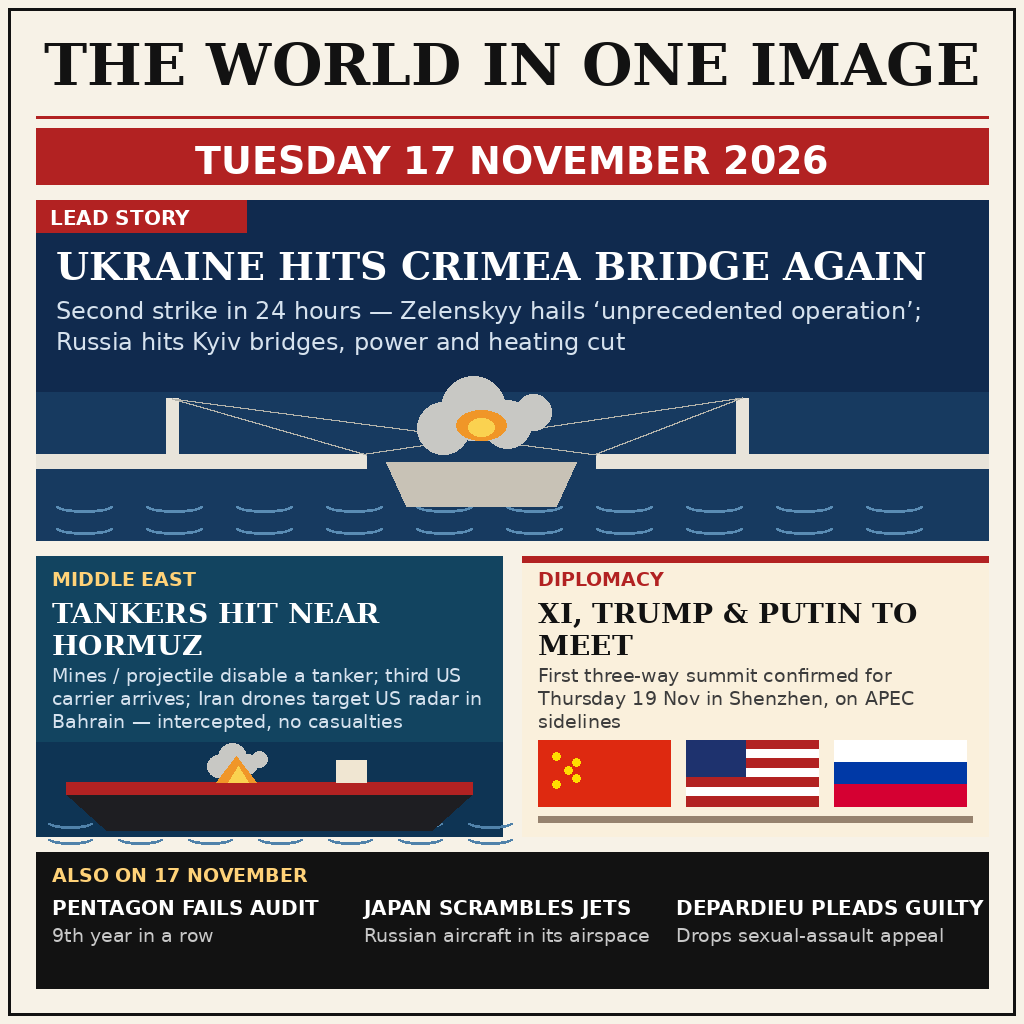 THE WORLD IN ONE IMAGE
TUESDAY 17 NOVEMBER 2026
LEAD STORY
UKRAINE HITS CRIMEA BRIDGE AGAIN
Second strike in 24 hours — Zelenskyy hails ‘unprecedented operation’;
Russia hits Kyiv bridges, power and heating cut
MIDDLE EAST
TANKERS HIT NEAR
HORMUZ
Mines / projectile disable a tanker; third US
carrier arrives; Iran drones target US radar in
Bahrain — intercepted, no casualties
DIPLOMACY
XI, TRUMP & PUTIN TO
MEET
First three-way summit confirmed for
Thursday 19 Nov in Shenzhen, on APEC
sidelines
ALSO ON 17 NOVEMBER
PENTAGON FAILS AUDIT
9th year in a row
JAPAN SCRAMBLES JETS
Russian aircraft in its airspace
DEPARDIEU PLEADS GUILTY
Drops sexual-assault appeal